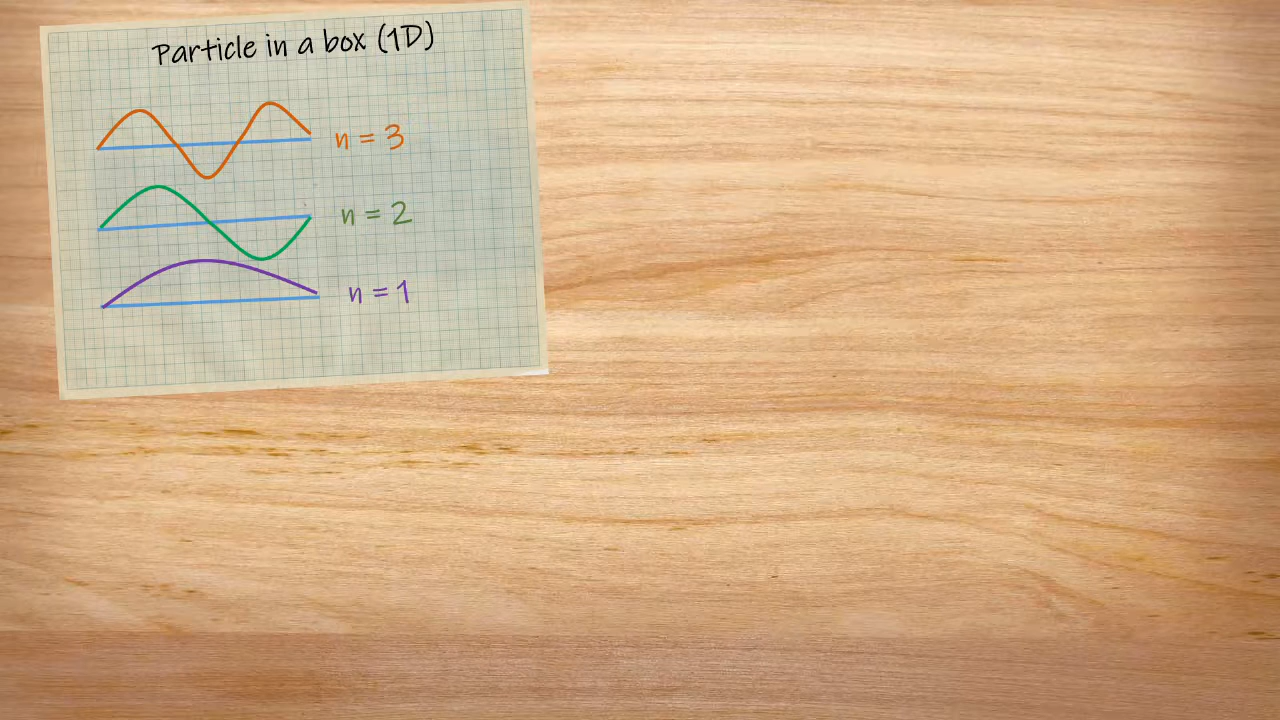 Particle in a box (1D)
n = 3
n = 2
n = 1